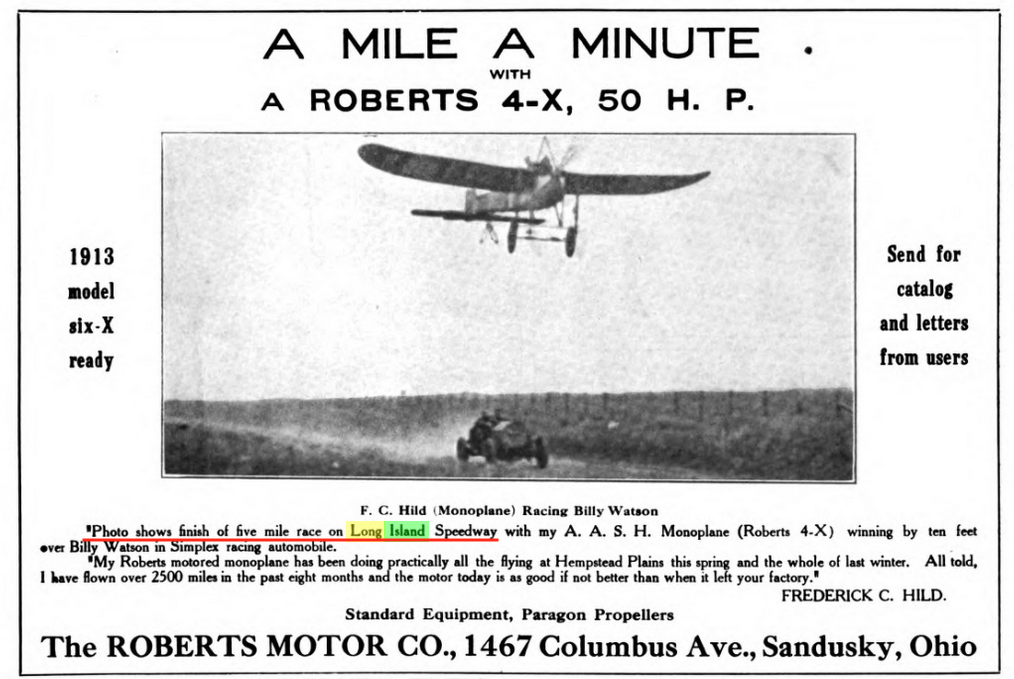 A MILE A MINUTE
WITH
A ROBERTS 4-X, 50 H. P.
1913
model
six-X
ready
Send for
catalog
and letters
from users
F. C. Hild (Monoplane) Racing Billy Watson
"Photo shows finish of five mile race on Long Island Speedway with my A. A. S. H. Monoplane (Roberts 4-X) winning by ten feet
over Billy Watson in Simplex racing automobile.
"My Roberts motored monoplane has been doing practically all the flying at Hempstead Plains this spring and the whole of last winter. All told,
I have flown over 2500 miles in the past eight months and the motor today is as good if not better than when it left your factory."
FREDERICK C. HILD.
Standard Equipment, Paragon Propellers
The ROBERTS MOTOR CO., 1467 Columbus Ave., Sandusky, Ohio